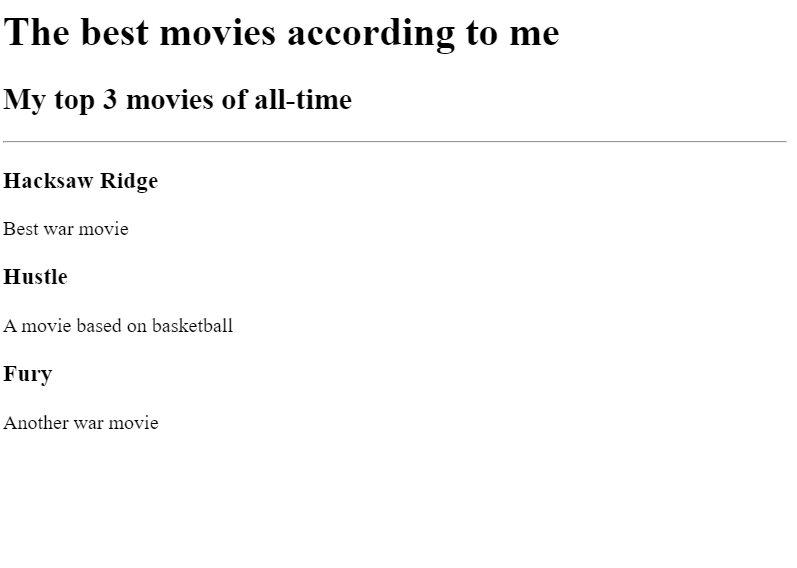 The best movies according to me
My top 3 movies of all-time
Hacksaw Ridge
Best war movie
Hustle
A movie based on basketball
Fury
Another war movie